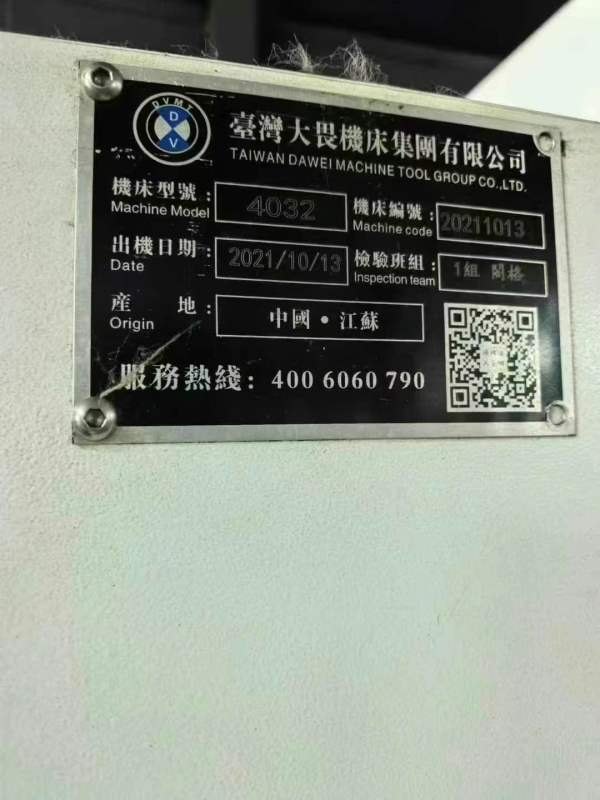 DVMT
D
V
臺灣大畏機床集團有限公司
TAIWAN DAWEI MACHINE TOOL GROUP CO.,LTD.
機床型號: 4032 機床編號: 20211013
Machine Model Machine code
出機日期: 2021/10/13 檢驗班組: 1組
Date Inspection team
產 地: 中國·江蘇
Origin
服務熱綫: 400 6060 790